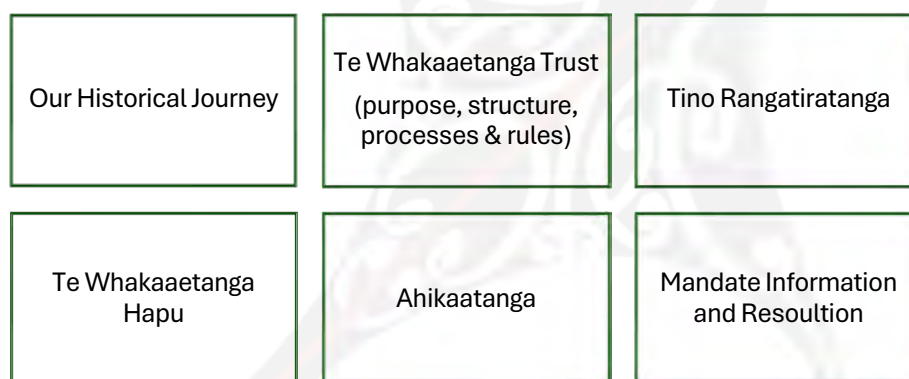 Our Historical Journey
Te Whakaaetanga Trust
(purpose, structure,
processes & rules)
Tino Rangatiratanga
Te Whakaaetanga
Hapu
Ahikaatanga
Mandate Information
and Resoultion